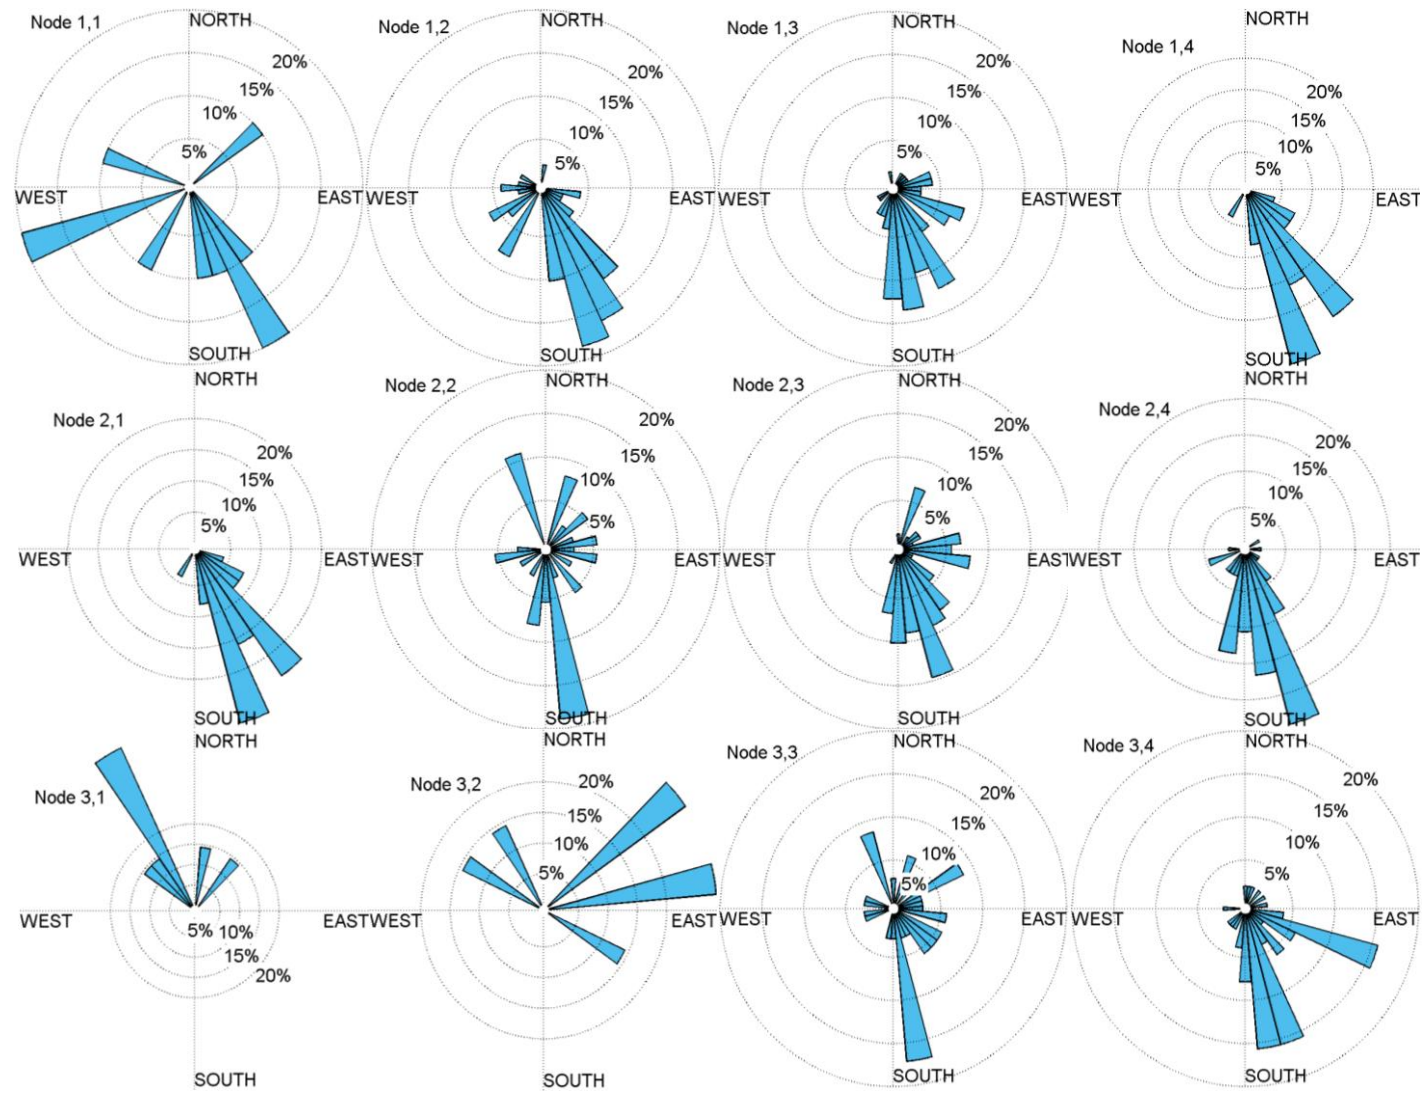 Node 1,1
NORTH
20%
15%
10%
5%
WEST
EAST
SOUTH
Node 1,2
NORTH
20%
15%
10%
5%
WEST
EAST
SOUTH
Node 1,3
NORTH
20%
15%
10%
5%
WEST
EAST
SOUTH
Node 1,4
NORTH
20%
15%
10%
5%
WEST
EAST
SOUTH
Node 2,1
NORTH
20%
15%
10%
5%
WEST
EAST
SOUTH
Node 2,2
NORTH
20%
15%
10%
5%
WEST
EAST
SOUTH
Node 2,3
NORTH
20%
15%
10%
5%
WEST
EAST
SOUTH
Node 2,4
NORTH
20%
15%
10%
5%
WEST
EAST
SOUTH
Node 3,1
NORTH
WEST
EAST
5%
10%
15%
20%
SOUTH
Node 3,2
NORTH
20%
15%
10%
5%
WEST
EAST
SOUTH
Node 3,3
NORTH
20%
15%
10%
5%
WEST
EAST
SOUTH
Node 3,4
NORTH
20%
15%
10%
5%
WEST
EAST
SOUTH